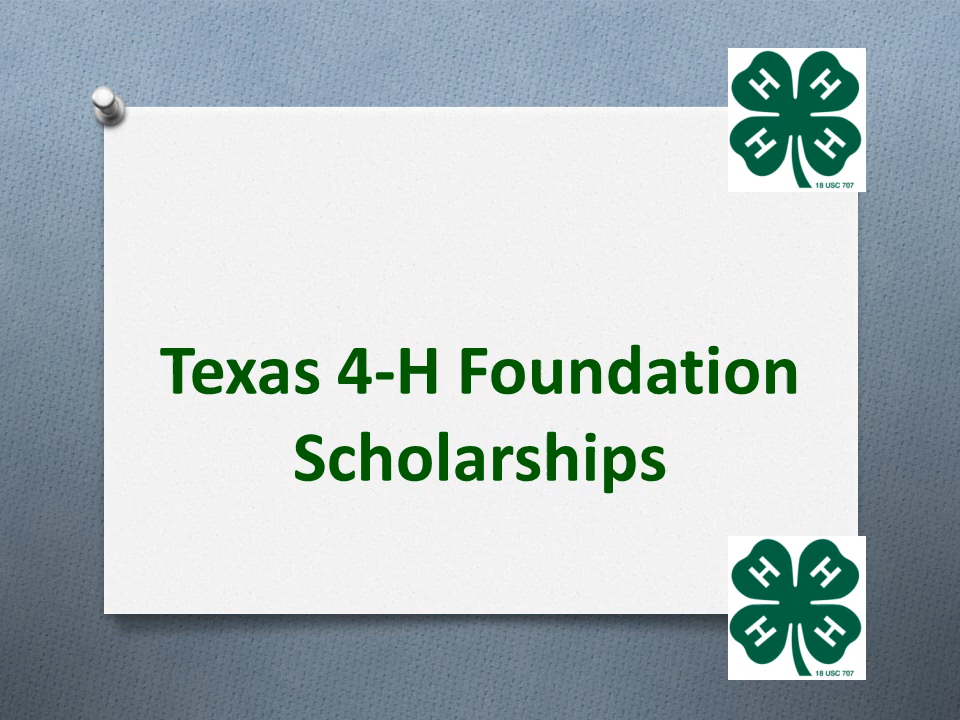 H H
H H
18 USC 707
Texas 4-H Foundation
Scholarships
H H
H H
18 USC 707